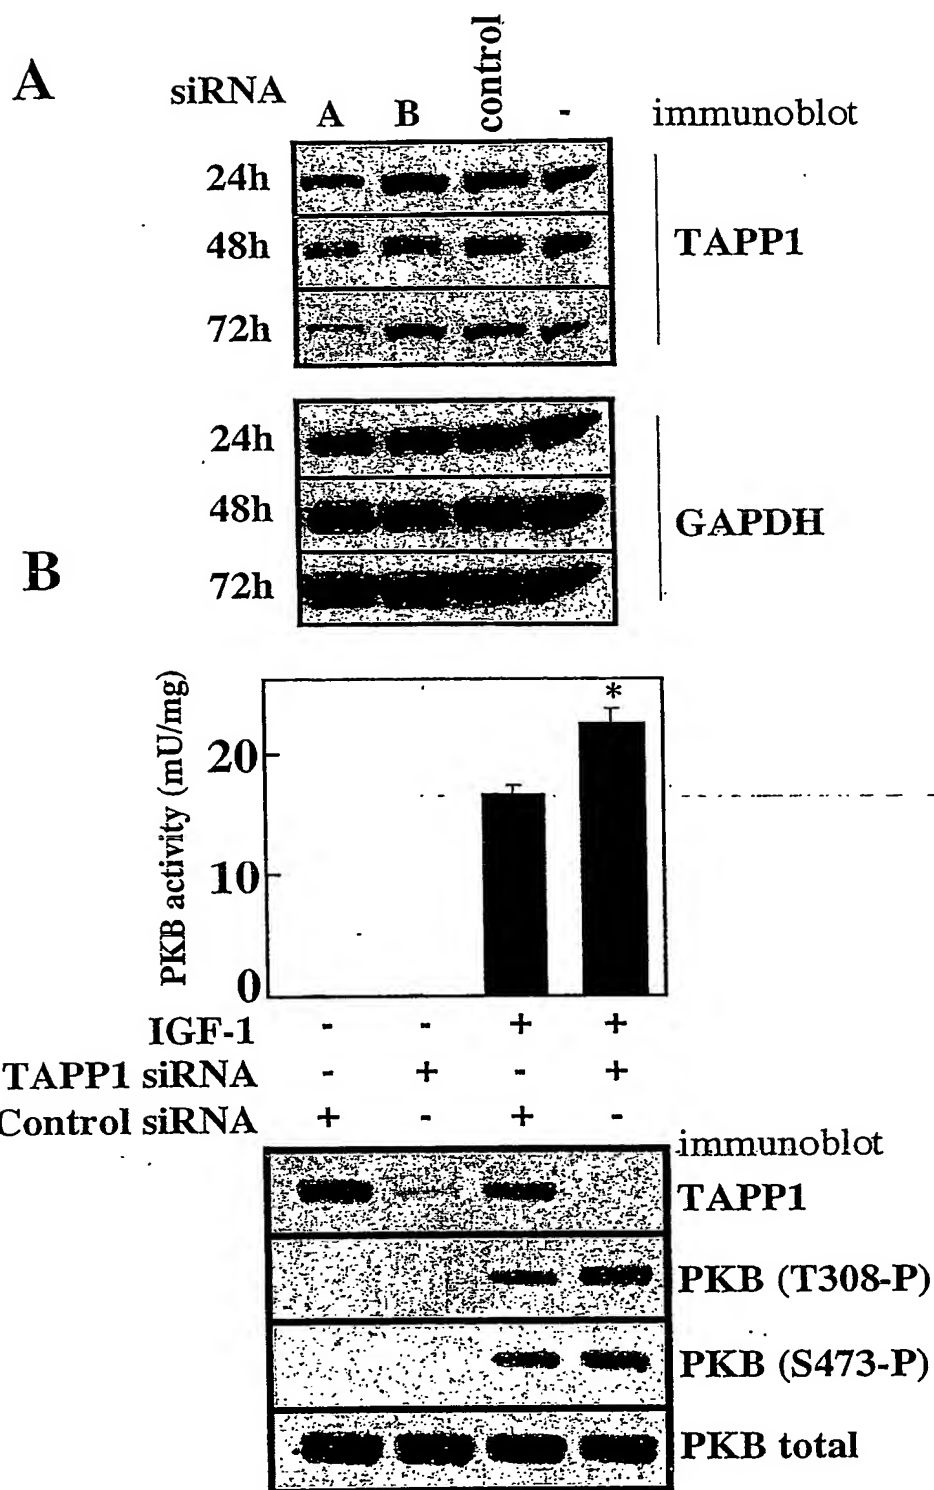 A
siRNA A B control - immunoblot
24h
48h TAPP1
72h
24h
48h GAPDH
B
72h
PKB activity (mU/mg)
*
20
10
0
IGF-1 - - + +
TAPP1 siRNA - + - +
Control siRNA + - + -
immunoblot
TAPP1
PKB (T308-P)
PKB (S473-P)
PKB total